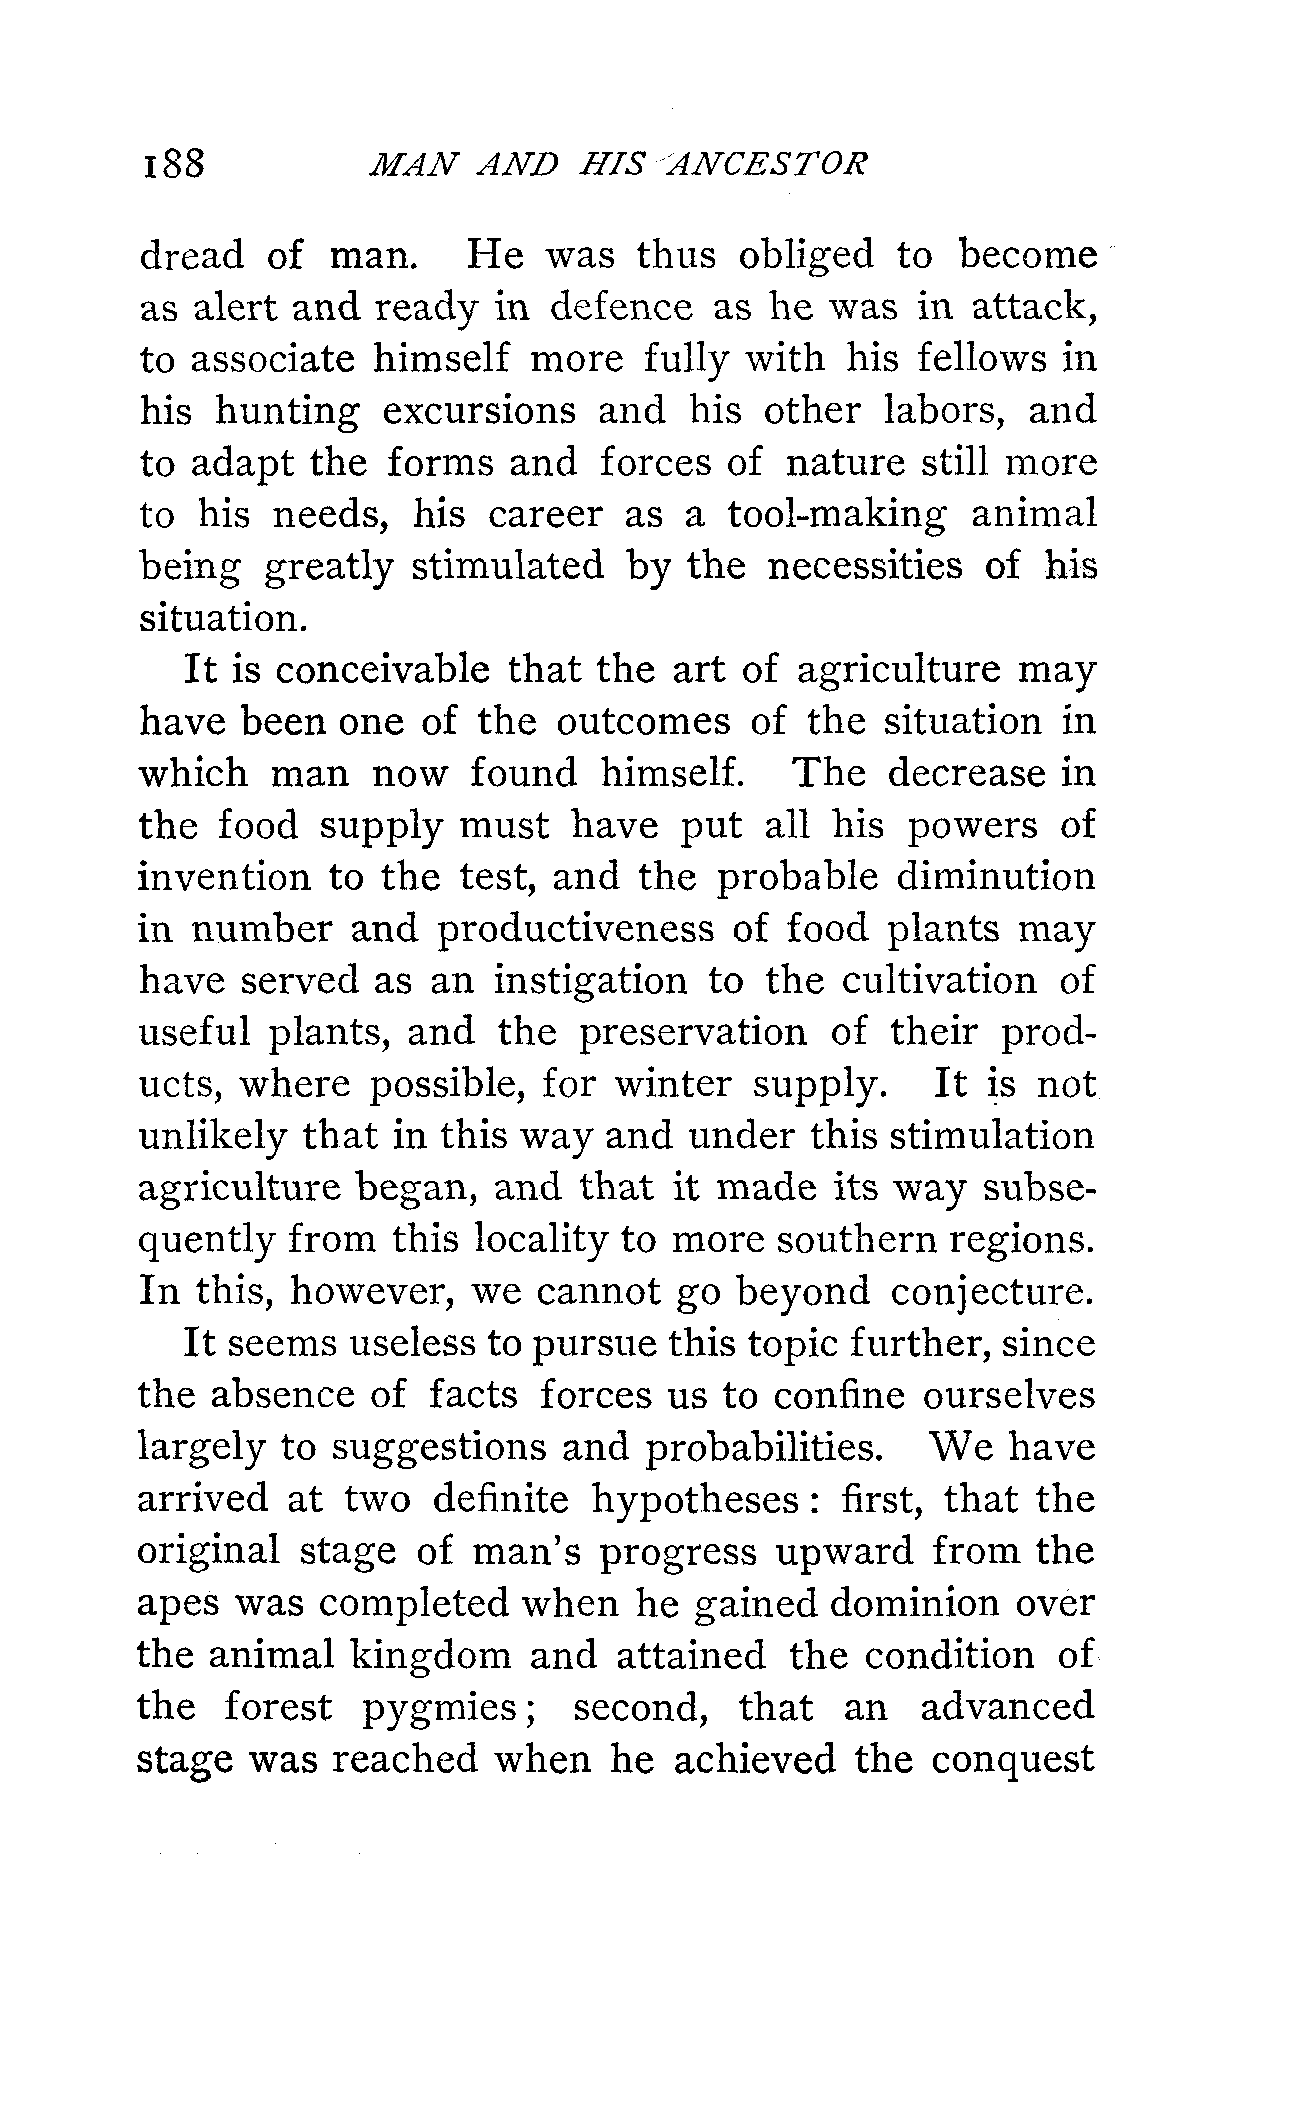 188 MAN AND HIS ANCESTOR
dread of man. He was thus obliged to become
as alert and ready in defence as he was in attack,
to associate himself more fully with his fellows in
his hunting excursions and his other labors, and
to adapt the forms and forces of nature still more
to his needs, his career as a tool-making animal
being greatly stimulated by the necessities of his
situation.
It is conceivable that the art of agriculture may
have been one of the outcomes of the situation in
which man now found himself. The decrease in
the food supply must have put all his powers of
invention to the test, and the probable diminution
in number and productiveness of food plants may
have served as an instigation to the cultivation of
useful plants, and the preservation of their prod-
ucts, where possible, for winter supply. It is not
unlikely that in this way and under this stimulation
agriculture began, and that it made its way subse-
quently from this locality to more southern regions.
In this, however, we cannot go beyond conjecture.
It seems useless to pursue this topic further, since
the absence of facts forces us to confine ourselves
largely to suggestions and probabilities. We have
arrived at two definite hypotheses : first, that the
original stage of man's progress upward from the
apes was completed when he gained dominion over
the animal kingdom and attained the condition of
the forest pygmies ; second, that an advanced
stage was reached when he achieved the conquest